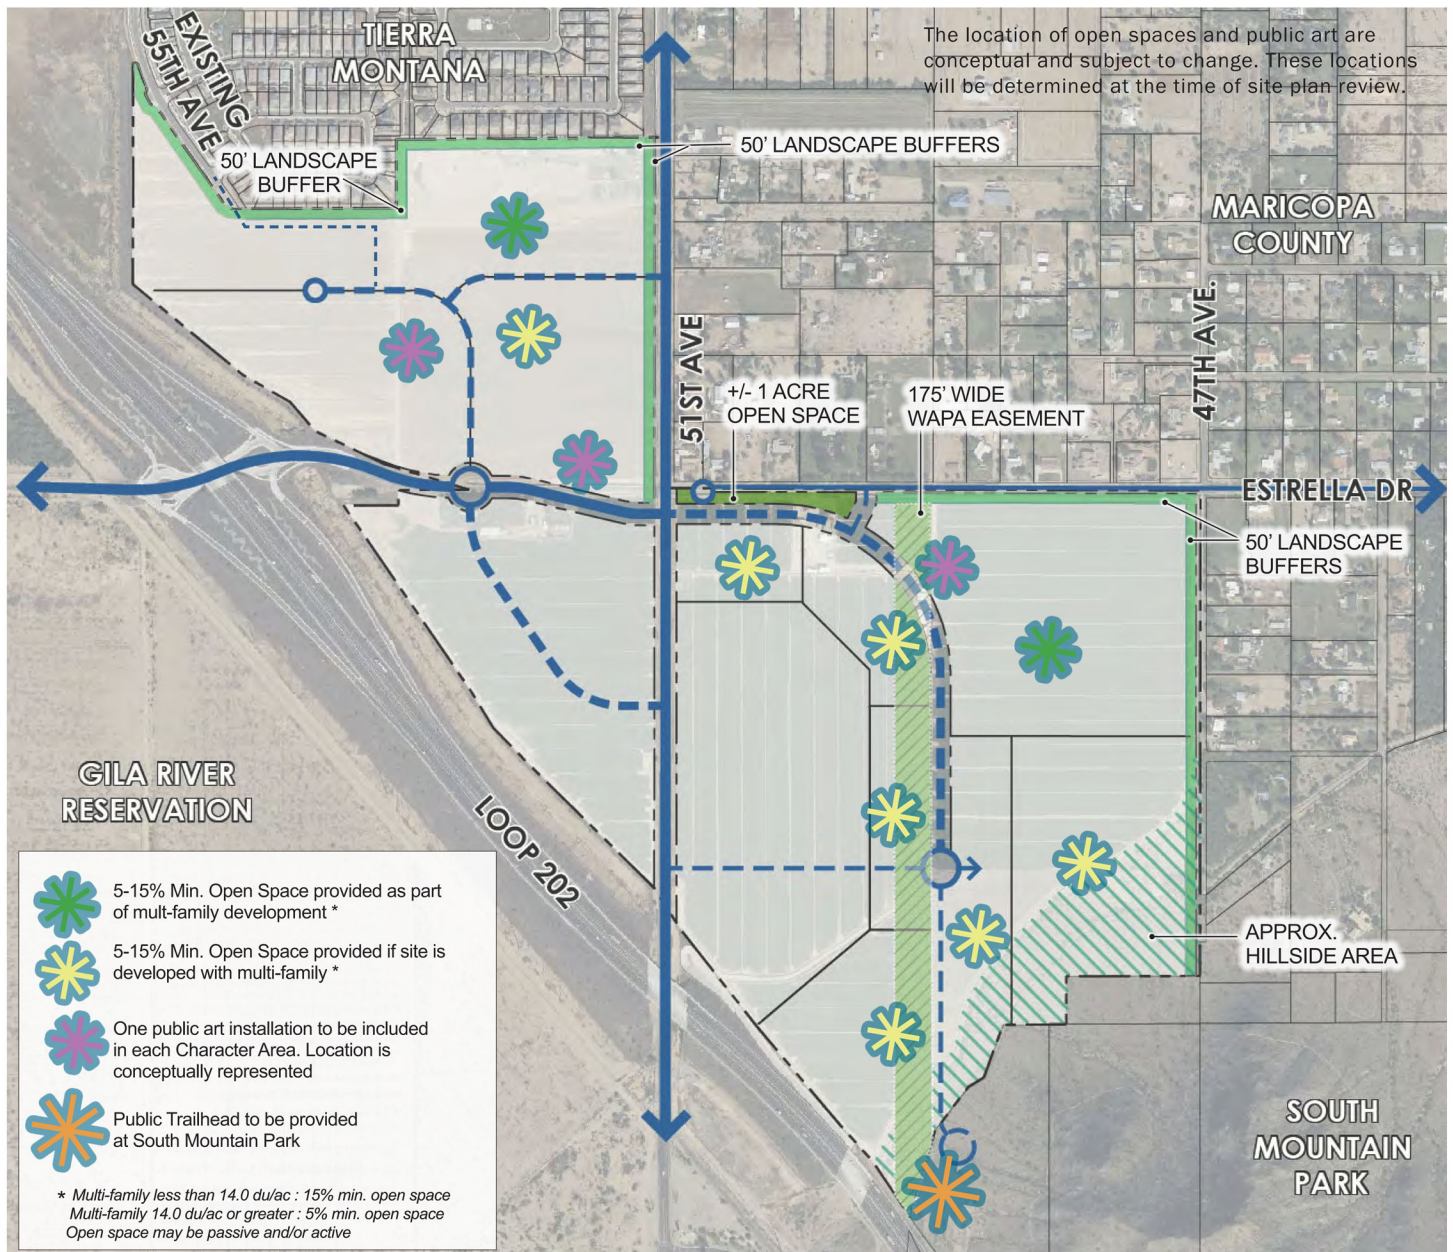 TIERRA
MONTANA
The location of open spaces and public art are
conceptual and subject to change. These locations
will be determined at the time of site plan review.
EXISTING
55TH AVE
50’ LANDSCAPE
BUFFER
50’ LANDSCAPE BUFFERS
MARICOPA
COUNTY
51ST AVE
47TH AVE.
+/- 1 ACRE
OPEN SPACE
175’ WIDE
WAPA EASEMENT
ESTRELLA DR
50’ LANDSCAPE
BUFFERS
GILA RIVER
RESERVATION
LOOP 202
APPROX.
HILLSIDE AREA
SOUTH
MOUNTAIN
PARK
5-15% Min. Open Space provided as part
of mult-family development *
5-15% Min. Open Space provided if site is
developed with multi-family *
One public art installation to be included
in each Character Area. Location is
conceptually represented
Public Trailhead to be provided
at South Mountain Park
* Multi-family less than 14.0 du/ac : 15% min. open space
Multi-family 14.0 du/ac or greater : 5% min. open space
Open space may be passive and/or active